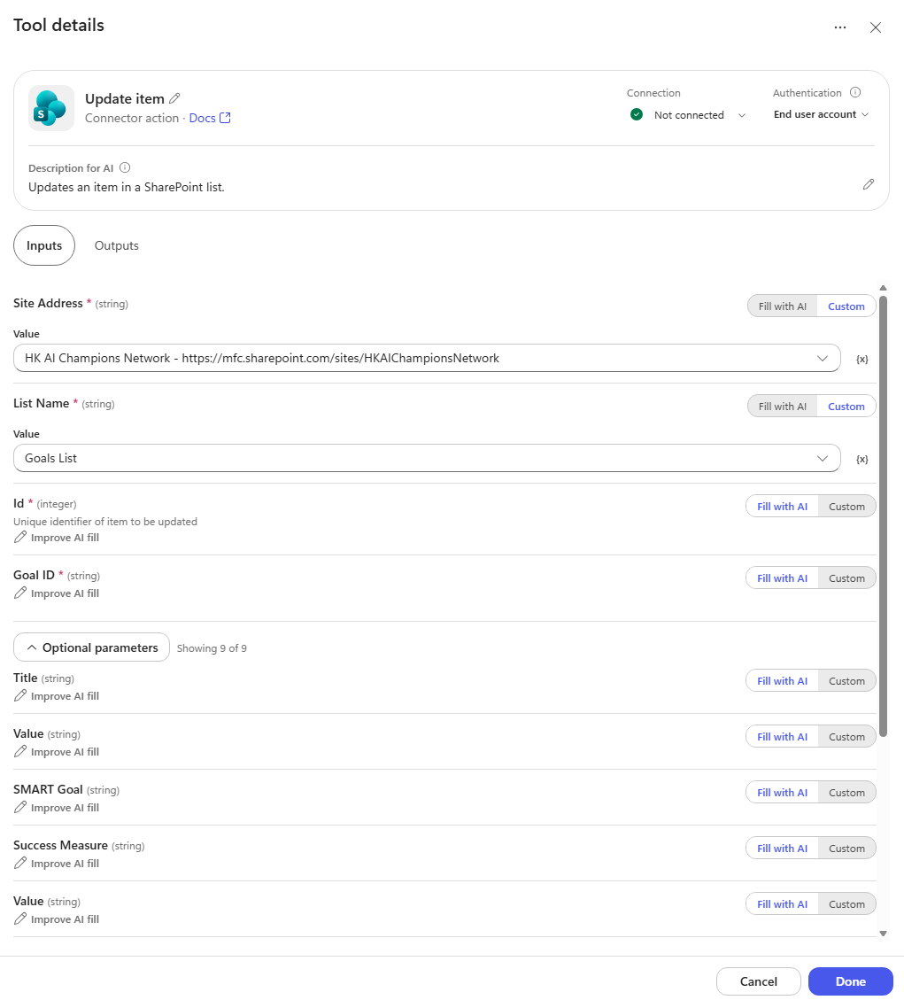 Tool details
Update item
Connector action · Docs
Connection
Not connected
Authentication
End user account
Description for AI
Updates an item in a SharePoint list.
Inputs
Outputs
Site Address * (string)
Fill with AI
Custom
Value
HK AI Champions Network - https://mfc.sharepoint.com/sites/HKAIChampionsNetwork
{x}
List Name * (string)
Fill with AI
Custom
Value
Goals List
{x}
Id * (integer)
Fill with AI
Custom
Unique identifier of item to be updated
Improve AI fill
Goal ID * (string)
Fill with AI
Custom
Improve AI fill
Optional parameters
Showing 9 of 9
Title (string)
Fill with AI
Custom
Improve AI fill
Value (string)
Fill with AI
Custom
Improve AI fill
SMART Goal (string)
Fill with AI
Custom
Improve AI fill
Success Measure (string)
Fill with AI
Custom
Improve AI fill
Value (string)
Fill with AI
Custom
Improve AI fill
Cancel
Done